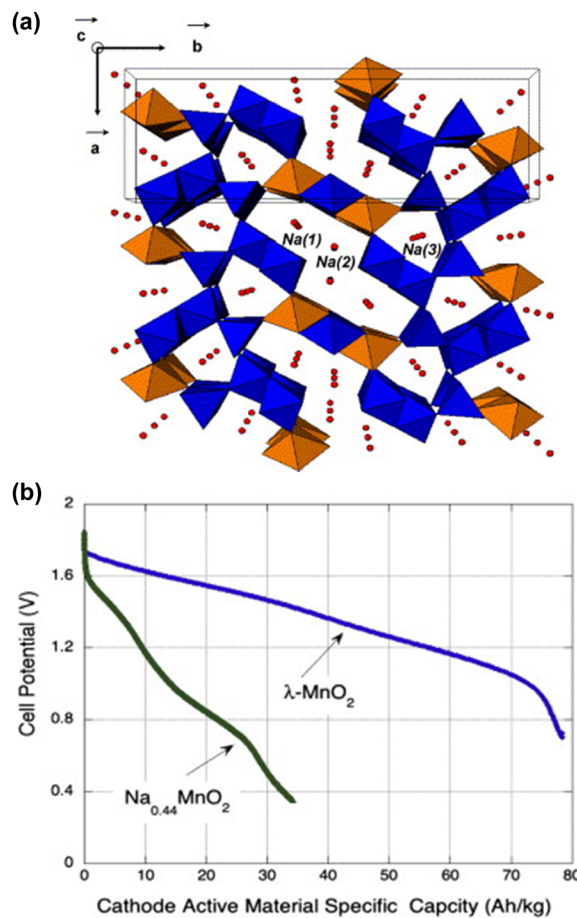 (a)
c
b
a
Na(1)
Na(2)
Na(3)
(b)
2
1.6
1.2
0.8
0.4
0
Cell Potential (V)
λ-MnO₂
Na₀.₄₄MnO₂
0 10 20 30 40 50 60 70 80
Cathode Active Material Specific Capcity (Ah/kg)